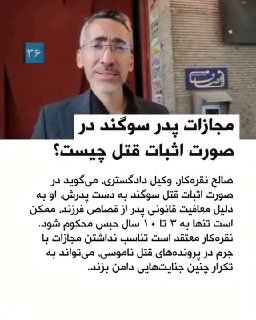 ۳۶
مجازات پدر سوگند در
صورت اثبات قتل چیست؟
صالح نقره‌کار، وکیل دادگستری، می‌گوید در
صورت اثبات قتل سوگند به دست پدرش، او به
دلیل معافیت قانونی پدر از قصاص فرزند، ممکن
است تنها به ۳ تا ۱۰ سال حبس محکوم شود.
نقره‌کار معتقد است تناسب نداشتن مجازات با
جرم در پرونده‌های قتل ناموسی، می‌تواند به
تکرار چنین جنایت‌هایی دامن بزند.